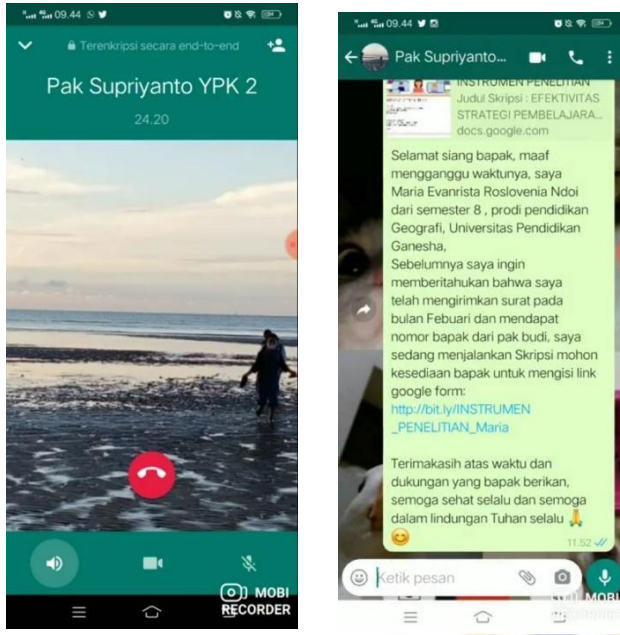 09.44
Terenkripsi secara end-to-end
Pak Supriyanto YPK 2
24.20
MOBI
RECORDER
09.44
Pak Supriyanto...
INSTRUMEN PENELITIAN
Judul Skripsi : EFEKTIVITAS
STRATEGI PEMBELAJARA...
docs.google.com
Selamat siang bapak, maaf
mengganggu waktunya, saya
Maria Evanrista Roslovenia Ndoi
dari semester 8 , prodi pendidikan
Geografi, Universitas Pendidikan
Ganesha,
Sebelumnya saya ingin
memberitahukan bahwa saya
telah mengirimkan surat pada
bulan Febuari dan mendapat
nomor bapak dari pak budi, saya
sedang menjalankan Skripsi mohon
kesediaan bapak untuk mengisi link
google form:
http://bit.ly/INSTRUMEN
_PENELITIAN_Maria
Terimakasih atas waktu dan
dukungan yang bapak berikan,
semoga sehat selalu dan semoga
dalam lindungan Tuhan selalu 🙏
😊
11.52
Ketik pesan
MOBI